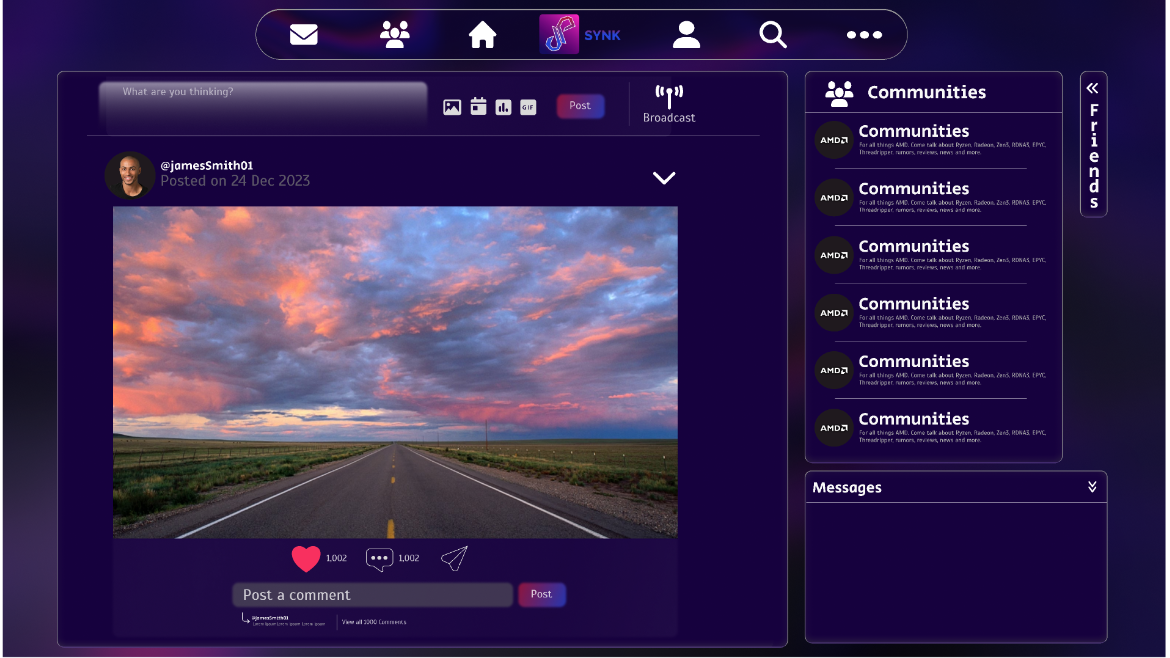 SYNK
What are you thinking?
GIF
Post
Broadcast
@jamesSmith01
Posted on 24 Dec 2023
1,002
1,002
Post a comment
Post
@jamesSmith01
Lorem Ipsum Lorem Ipsum Lorem Ipsum
View all 1000 Comments
Communities
AMD
Communities
For all things AMD. Come talk about Ryzen, Radeon, Zen3, RDNA3, EPYC,
Threadripper, rumors, reviews, news and more.
AMD
Communities
For all things AMD. Come talk about Ryzen, Radeon, Zen3, RDNA3, EPYC,
Threadripper, rumors, reviews, news and more.
AMD
Communities
For all things AMD. Come talk about Ryzen, Radeon, Zen3, RDNA3, EPYC,
Threadripper, rumors, reviews, news and more.
AMD
Communities
For all things AMD. Come talk about Ryzen, Radeon, Zen3, RDNA3, EPYC,
Threadripper, rumors, reviews, news and more.
AMD
Communities
For all things AMD. Come talk about Ryzen, Radeon, Zen3, RDNA3, EPYC,
Threadripper, rumors, reviews, news and more.
AMD
Communities
For all things AMD. Come talk about Ryzen, Radeon, Zen3, RDNA3, EPYC,
Threadripper, rumors, reviews, news and more.
Friends
Messages